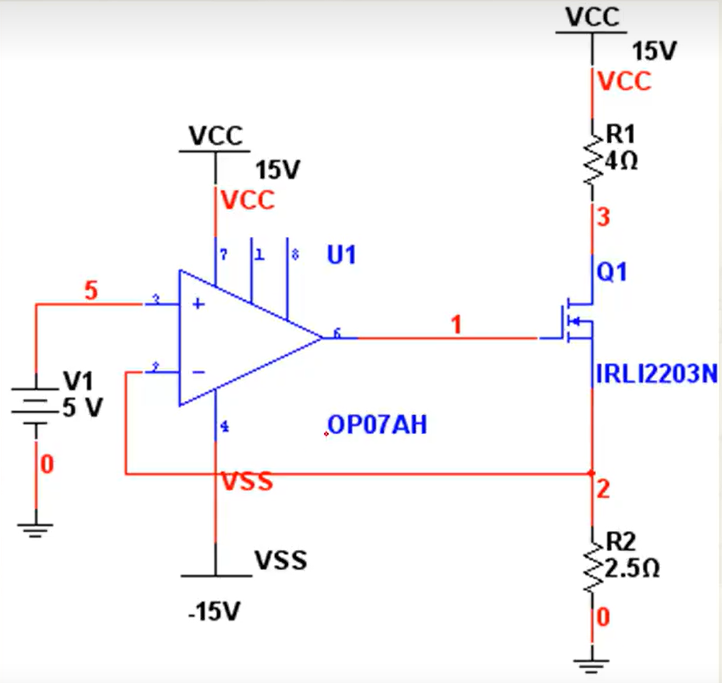 VCC
15V
VCC
R1
4Ω
VCC
15V
VCC
3
7
1
8
U1
Q1
5
3
+
6
1
2
−
V1
5 V
IRLI2203N
4
OP07AH
0
VSS
2
R2
2.5Ω
VSS
-15V
0